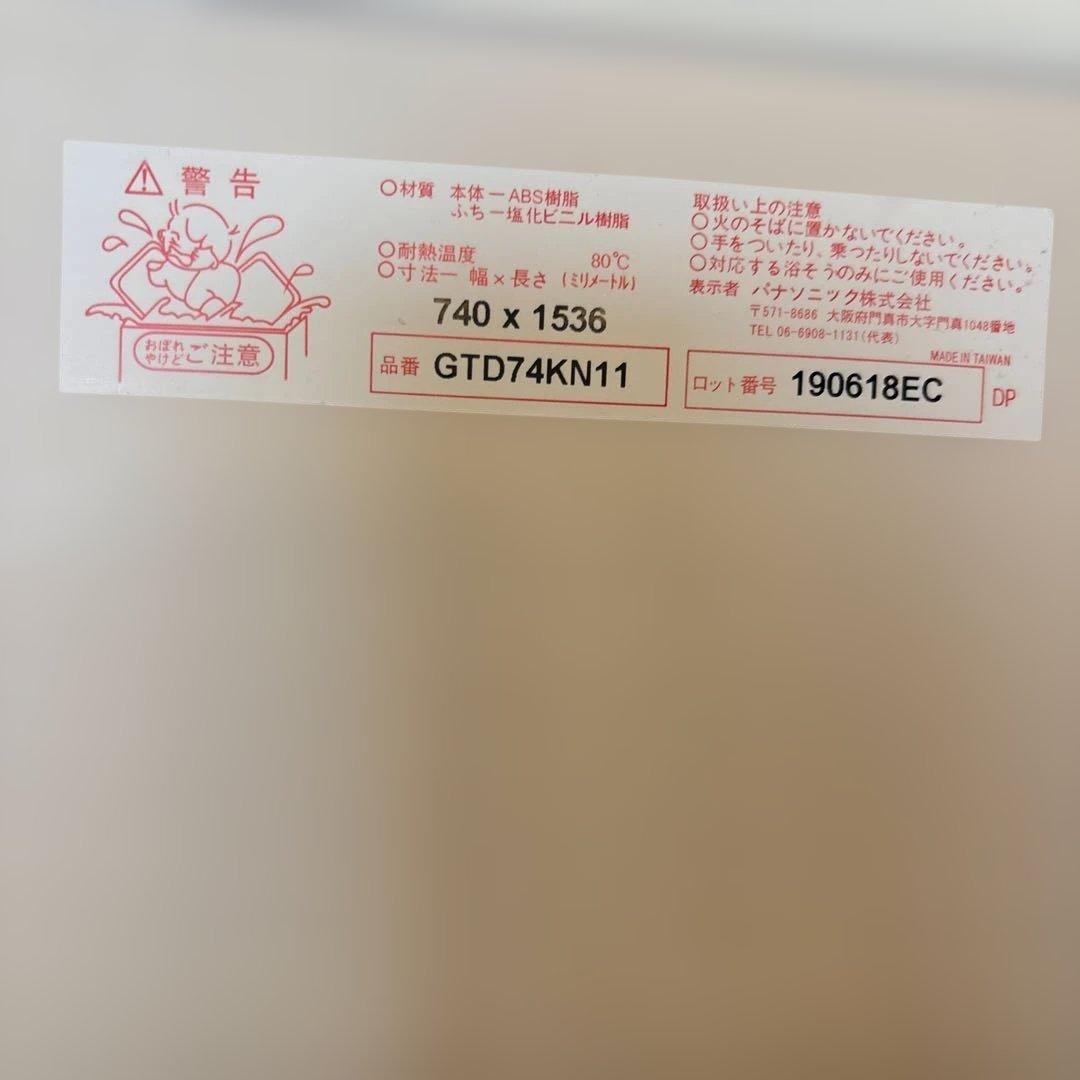 警告
おぼれ
やけど ご注意
○材質 本体ーABS樹脂
ふちー塩化ビニル樹脂
○耐熱温度 80℃
○寸法ー 幅×長さ (ミリメートル)
740 x 1536
品番 GTD74KN11
取扱い上の注意
○火のそばに置かないでください。
○手をついたり、乗ったりしないでください。
○対応する浴そうのみにご使用ください。
表示者 パナソニック株式会社
〒571-8686 大阪府門真市大字門真1048番地
TEL 06-6908-1131(代表)
MADE IN TAIWAN
ロット番号 190618EC
DP